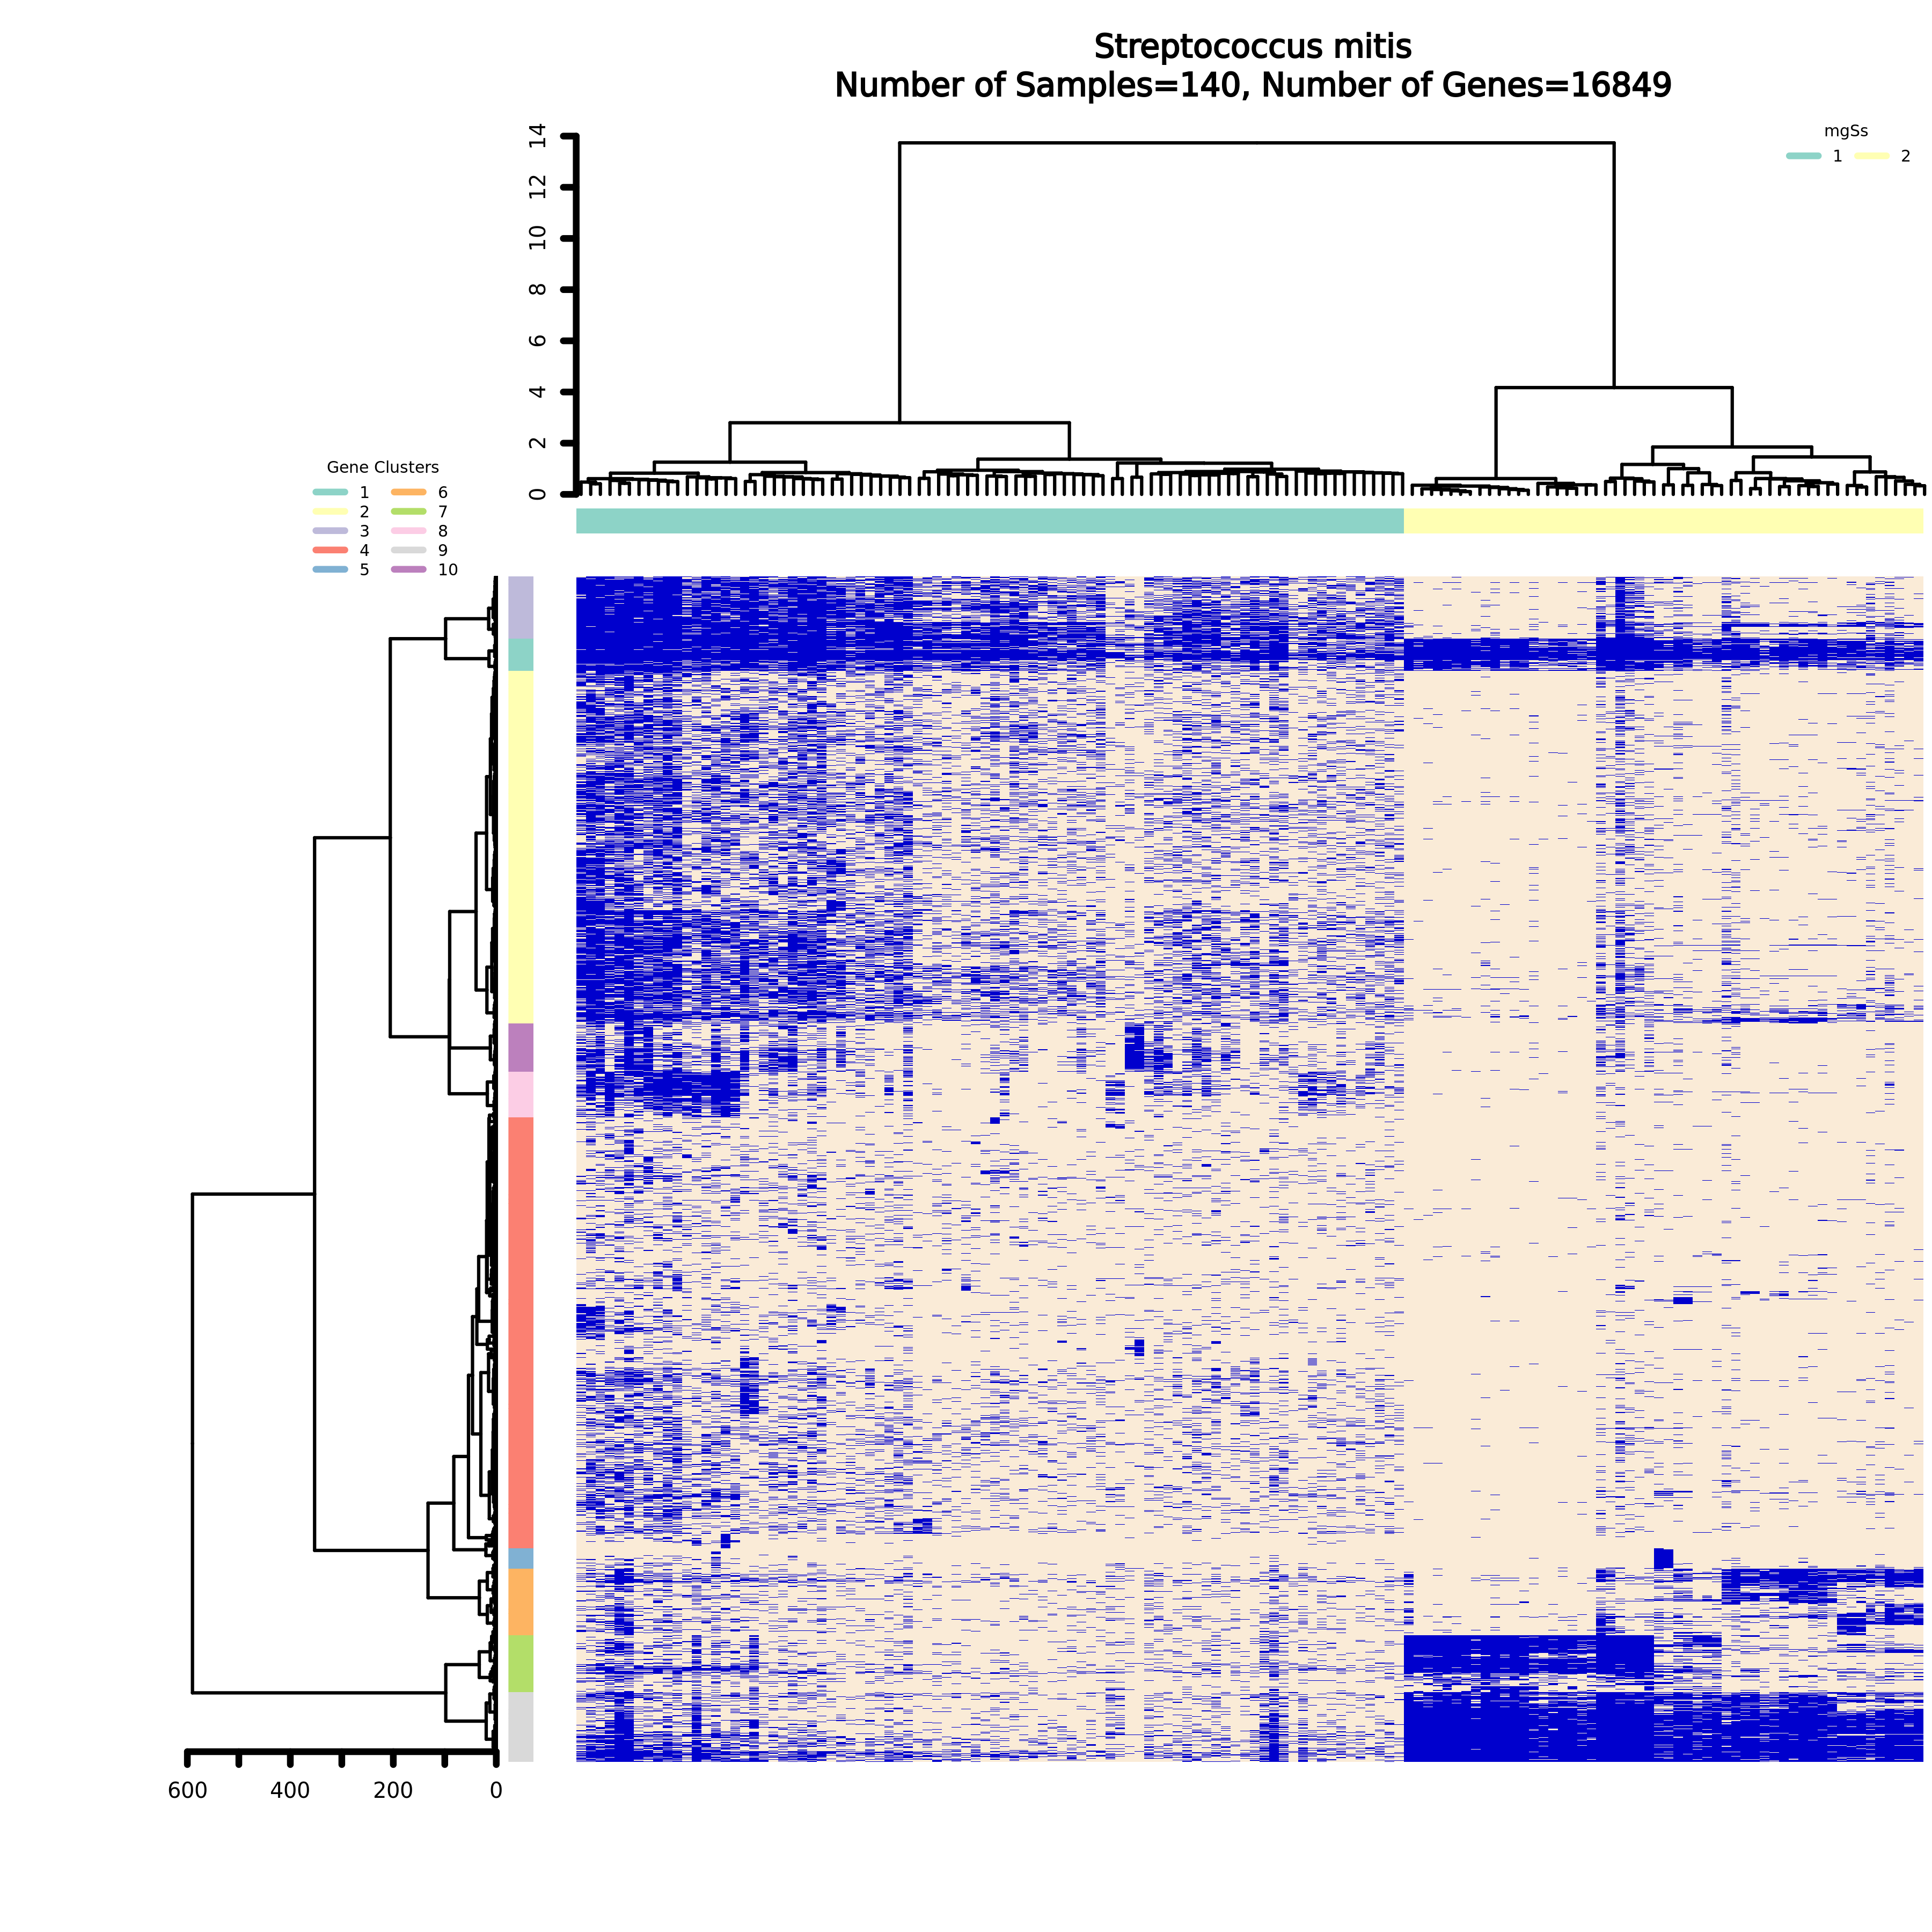 Streptococcus mitis
Number of Samples=140, Number of Genes=16849
mgSs
1 2
14
12
10
8
6
4
2
0
Gene Clusters
1 6
2 7
3 8
4 9
5 10
600 400 200 0